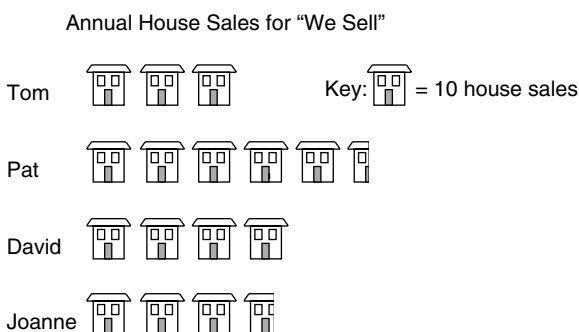 Annual House Sales for “We Sell”
Tom
Key: = 10 house sales
Pat
David
Joanne